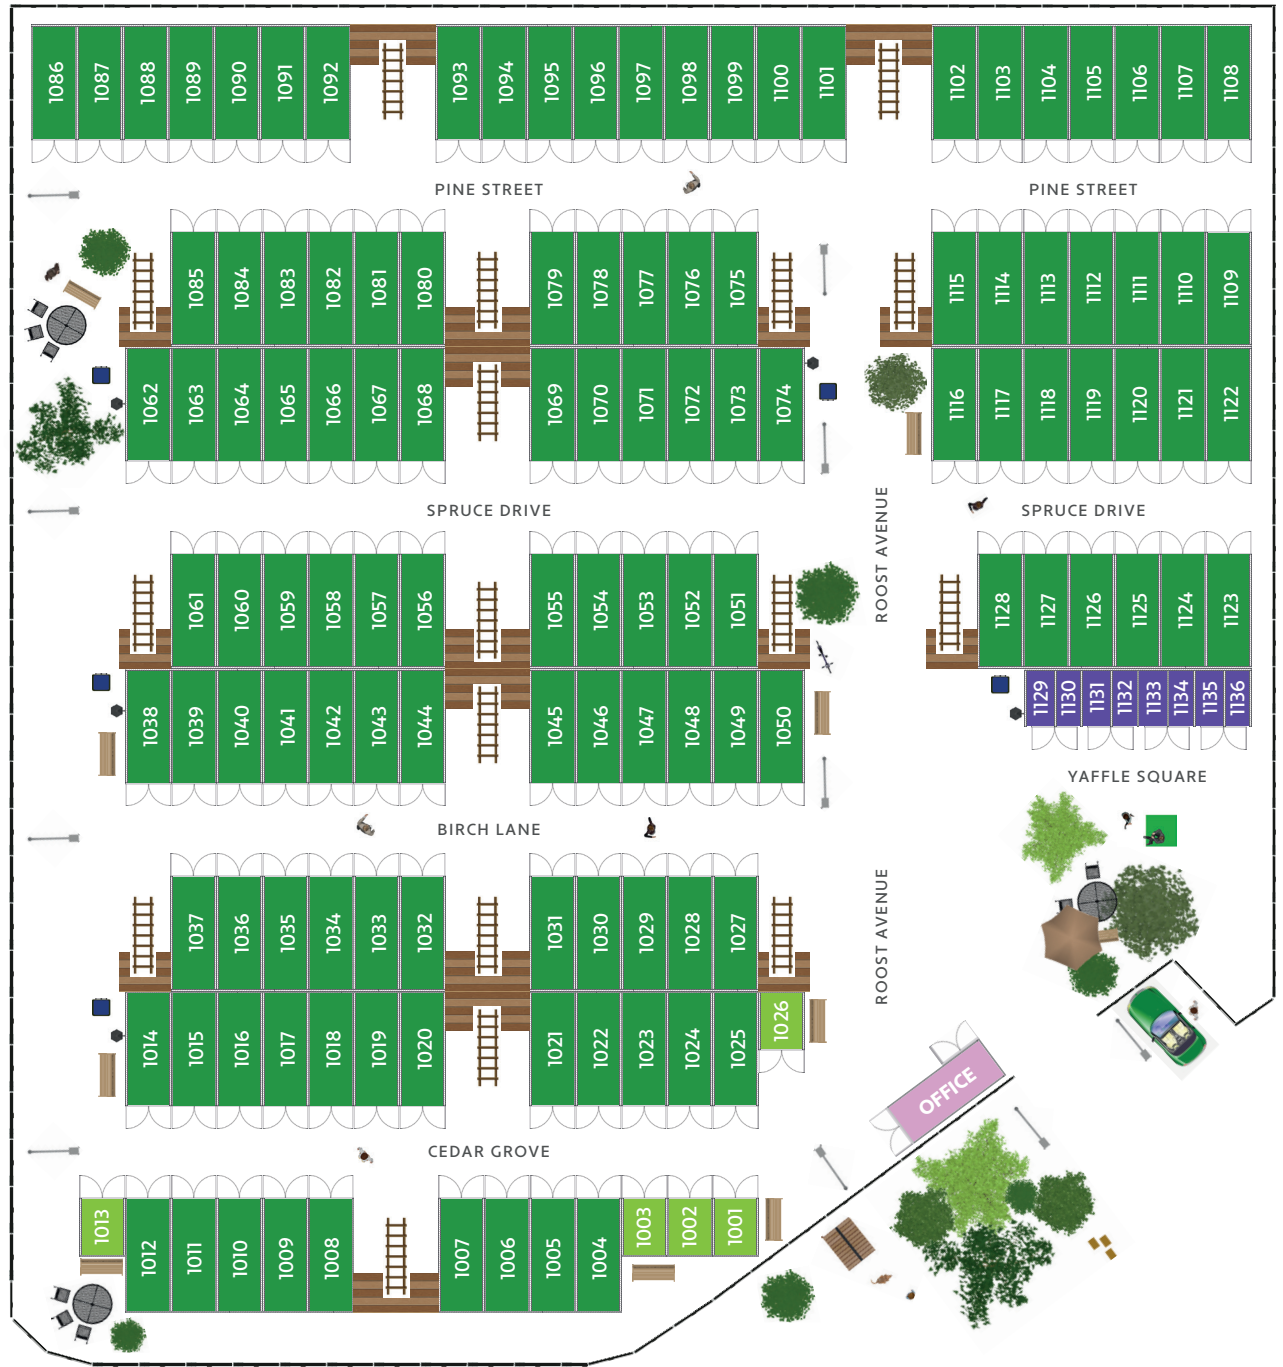 1086 1087 1088 1089 1090 1091 1092 1093 1094 1095 1096 1097 1098 1099 1100 1101 1102 1103 1104 1105 1106 1107 1108
PINE STREET PINE STREET
1085 1084 1083 1082 1081 1080 1079 1078 1077 1076 1075 1115 1114 1113 1112 1111 1110 1109
1062 1063 1064 1065 1066 1067 1068 1069 1070 1071 1072 1073 1074 1116 1117 1118 1119 1120 1121 1122
SPRUCE DRIVE SPRUCE DRIVE
ROOST AVENUE
1061 1060 1059 1058 1057 1056 1055 1054 1053 1052 1051 1128 1127 1126 1125 1124 1123
1038 1039 1040 1041 1042 1043 1044 1045 1046 1047 1048 1049 1050 1129 1130 1131 1132 1133 1134 1135 1136
YAFFLE SQUARE
BIRCH LANE
ROOST AVENUE
1037 1036 1035 1034 1033 1032 1031 1030 1029 1028 1027
1014 1015 1016 1017 1018 1019 1020 1021 1022 1023 1024 1025 1026
OFFICE
CEDAR GROVE
1013 1012 1011 1010 1009 1008 1007 1006 1005 1004 1003 1002 1001